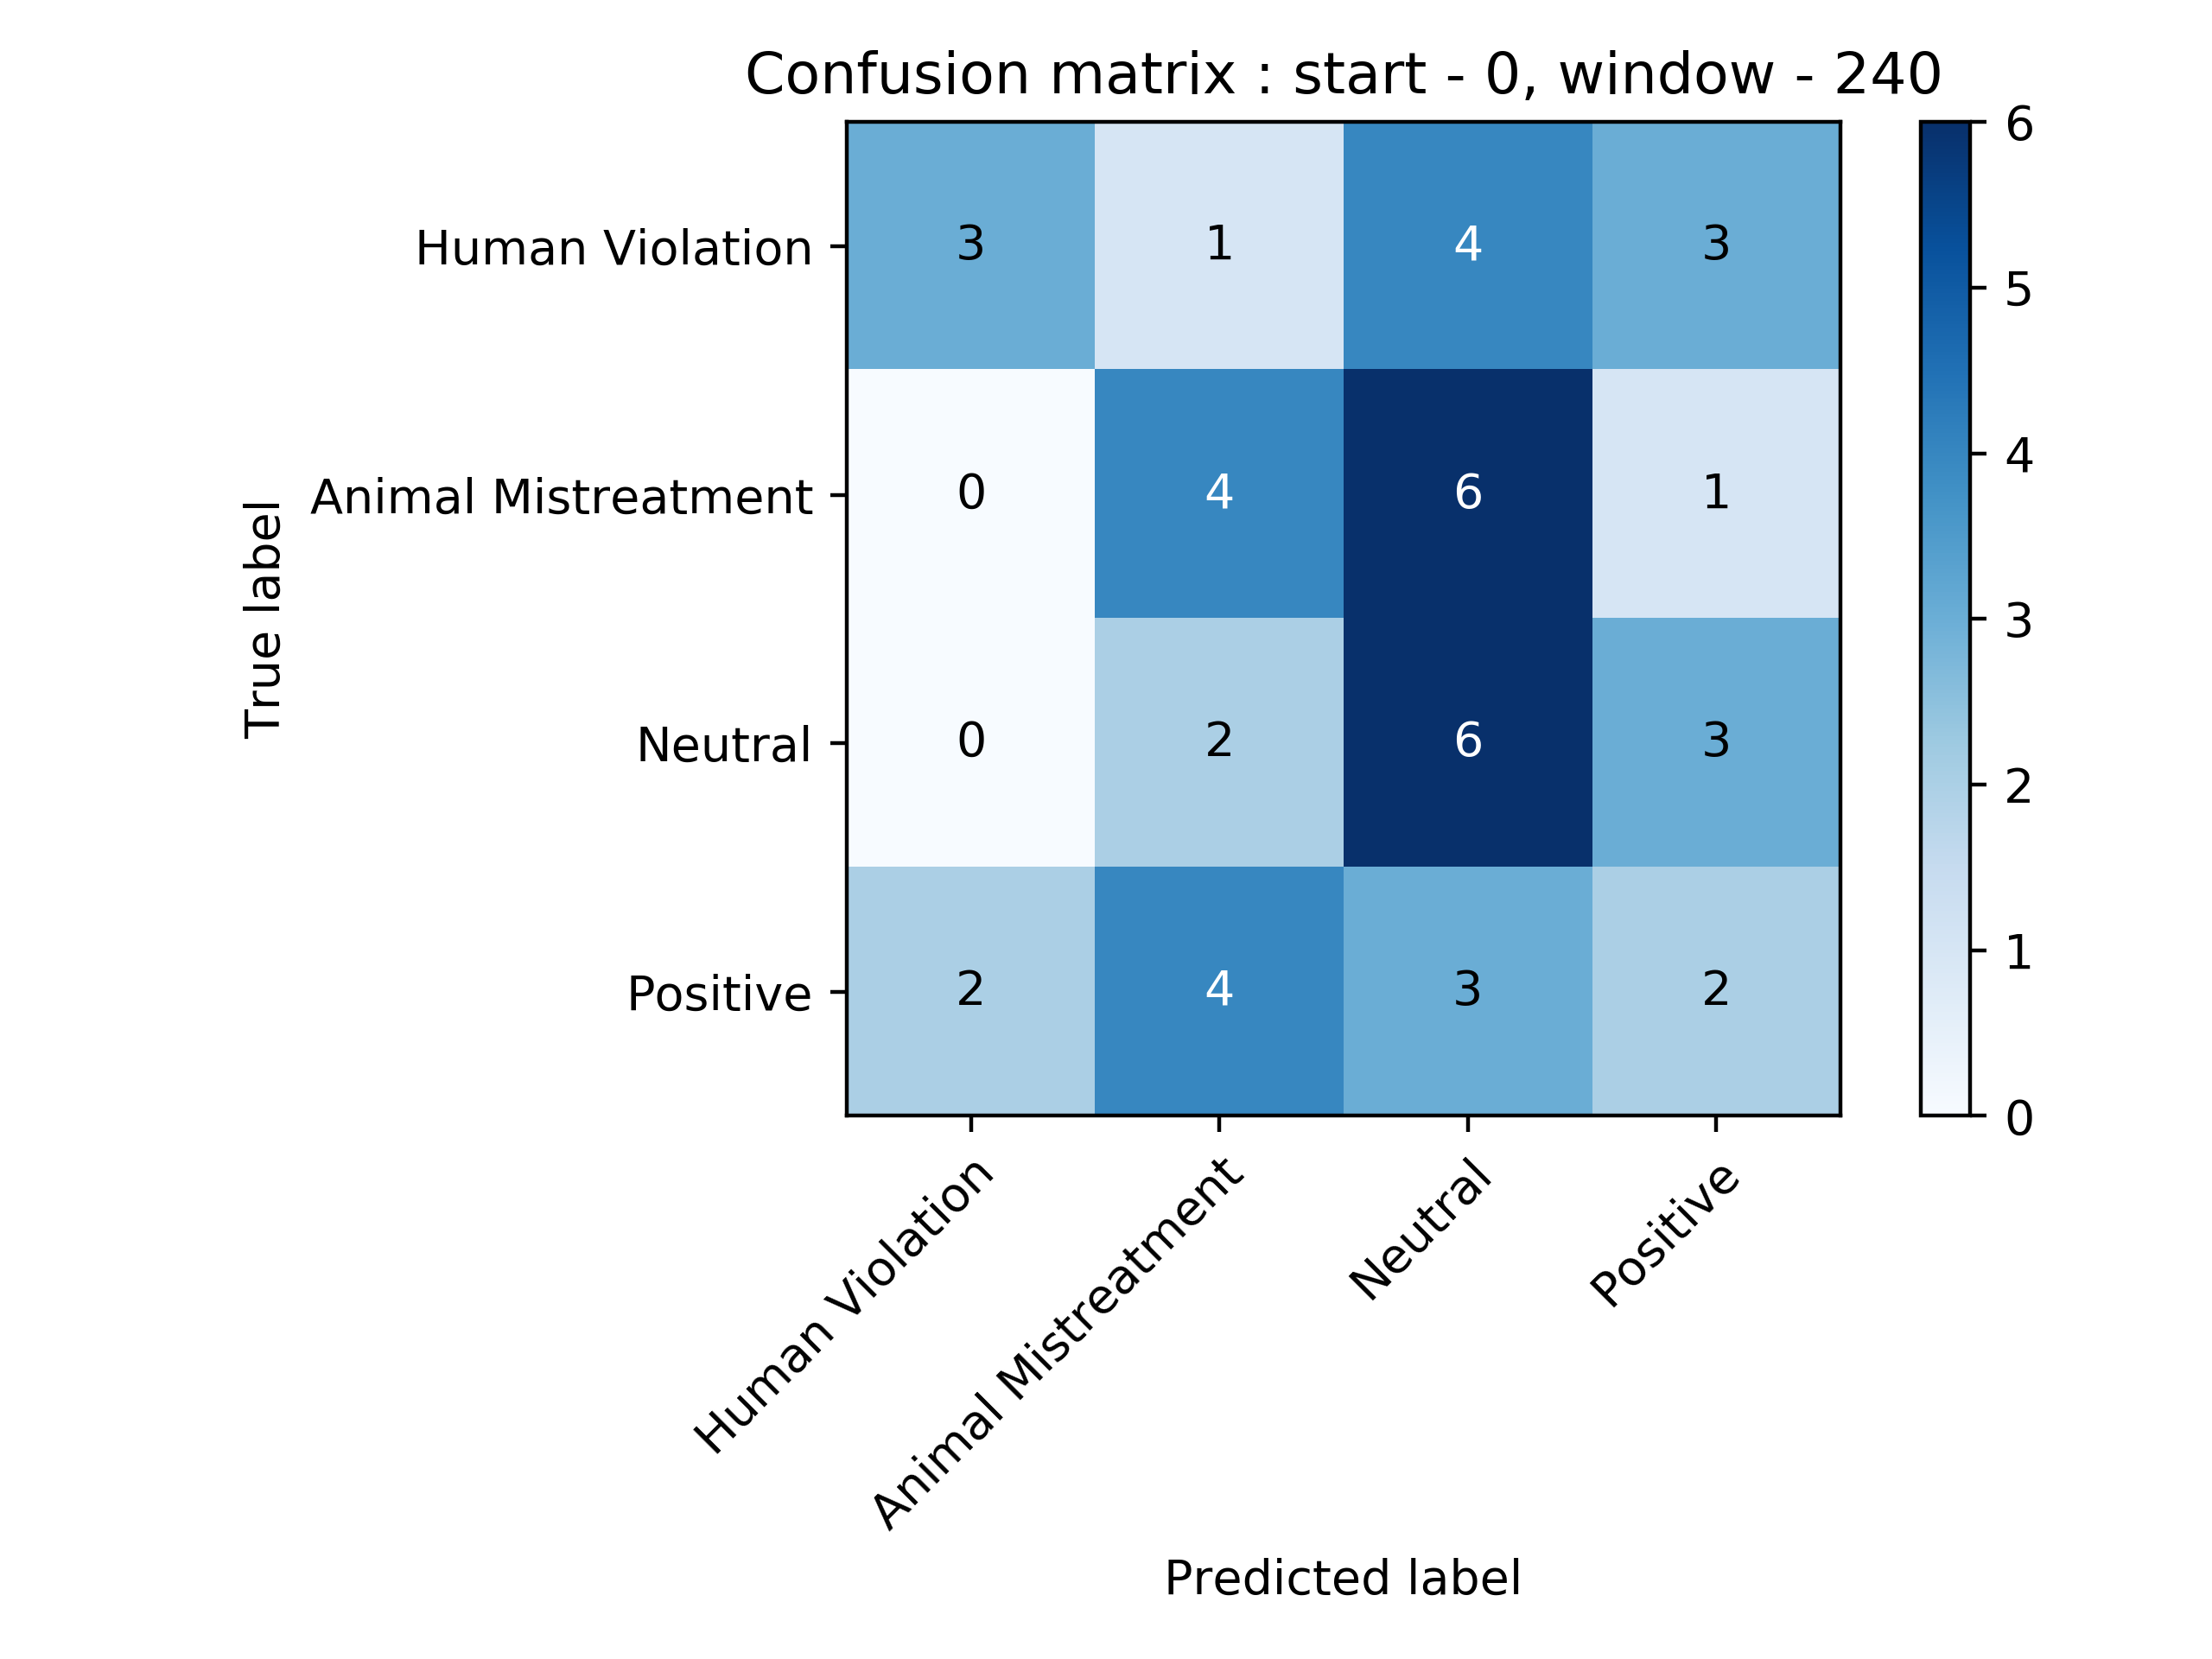 Confusion matrix : start - 0, window - 240
True label
Human Violation 3 1 4 3
Animal Mistreatment 0 4 6 1
Neutral 0 2 6 3
Positive 2 4 3 2
Human Violation
Animal Mistreatment
Neutral
Positive
Predicted label
6
5
4
3
2
1
0